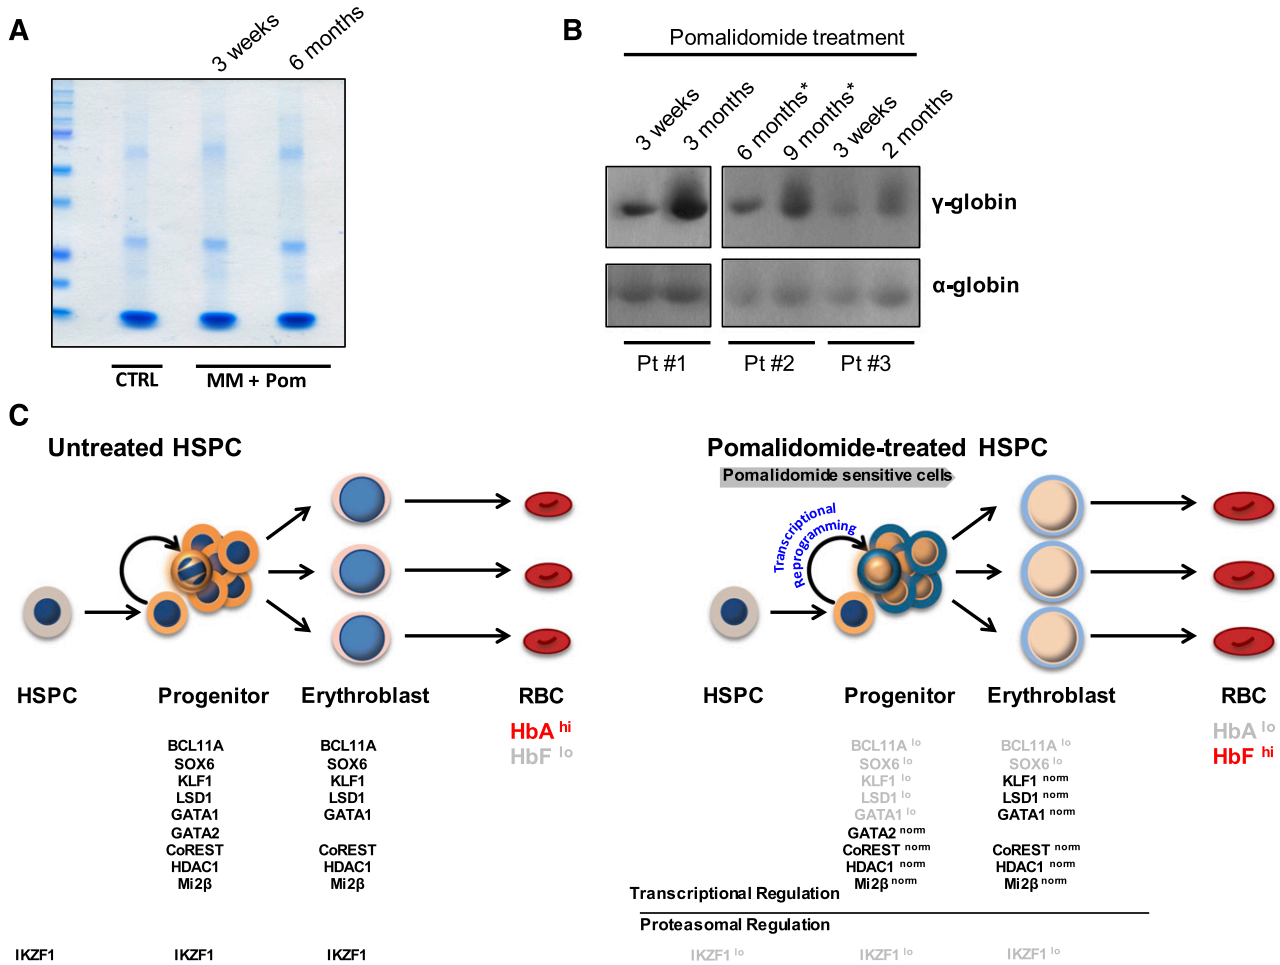 A
3 weeks
6 months
CTRL
MM + Pom
B
Pomalidomide treatment
3 weeks
3 months
6 months*
9 months*
3 weeks
2 months
γ-globin
α-globin
Pt #1
Pt #2
Pt #3
C
Untreated HSPC
HSPC
Progenitor
Erythroblast
RBC
HbA hi
HbF lo
BCL11A
SOX6
KLF1
LSD1
GATA1
GATA2
CoREST
HDAC1
Mi2β
IKZF1
BCL11A
SOX6
KLF1
LSD1
GATA1
CoREST
HDAC1
Mi2β
IKZF1
IKZF1
Pomalidomide-treated HSPC
Pomalidomide sensitive cells
Transcriptional
Reprogramming
HSPC
Progenitor
Erythroblast
RBC
HbA lo
HbF hi
BCL11A lo
SOX6 lo
KLF1 lo
LSD1 lo
GATA1 lo
GATA2 norm
CoREST norm
HDAC1 norm
Mi2β norm
BCL11A lo
SOX6 lo
KLF1 norm
LSD1 norm
GATA1 norm
CoREST norm
HDAC1 norm
Mi2β norm
Transcriptional Regulation
Proteasomal Regulation
IKZF1 lo
IKZF1 lo
IKZF1 lo